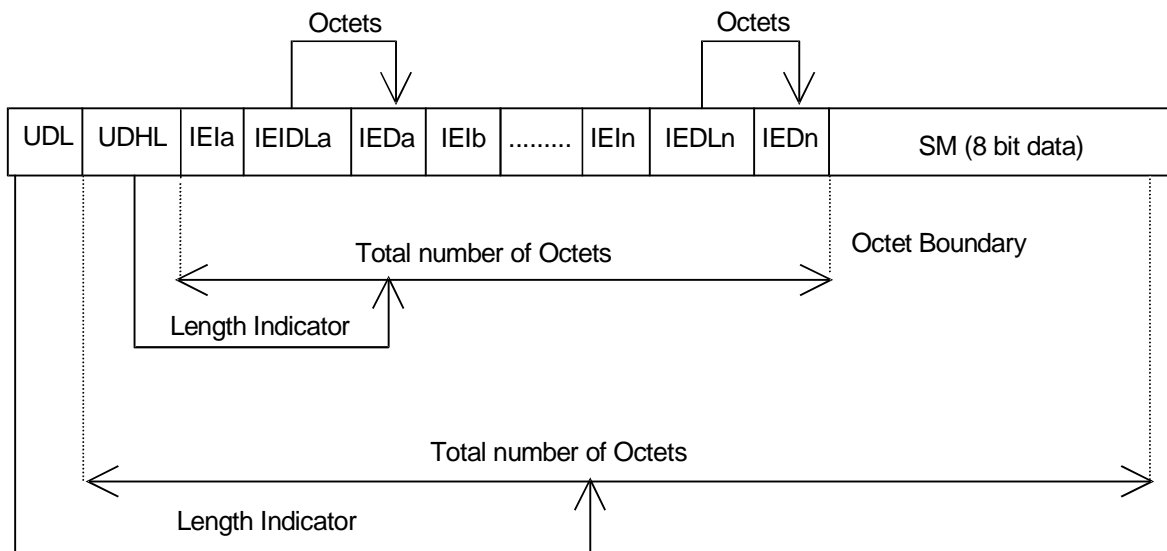 Octets Octets
UDL UDHL IEIa IEIDLa IEDa IEIb ......... IEIn IEDLn IEDn SM (8 bit data)
Total number of Octets Octet Boundary
Length Indicator
Total number of Octets
Length Indicator